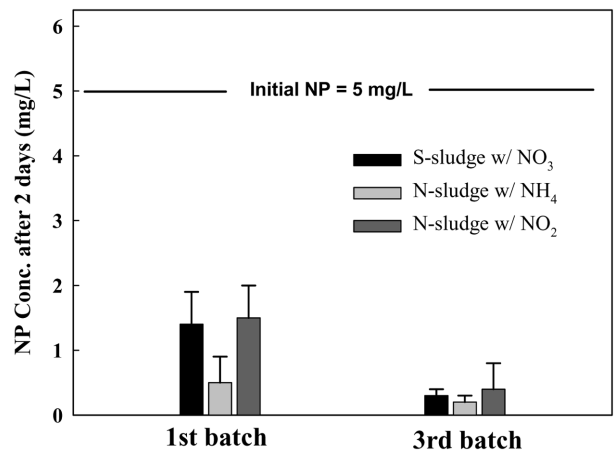 NP Conc. after 2 days (mg/L)
6
5
4
3
2
1
0
Initial NP = 5 mg/L
S-sludge w/ NO3
N-sludge w/ NH4
N-sludge w/ NO2
1st batch
3rd batch